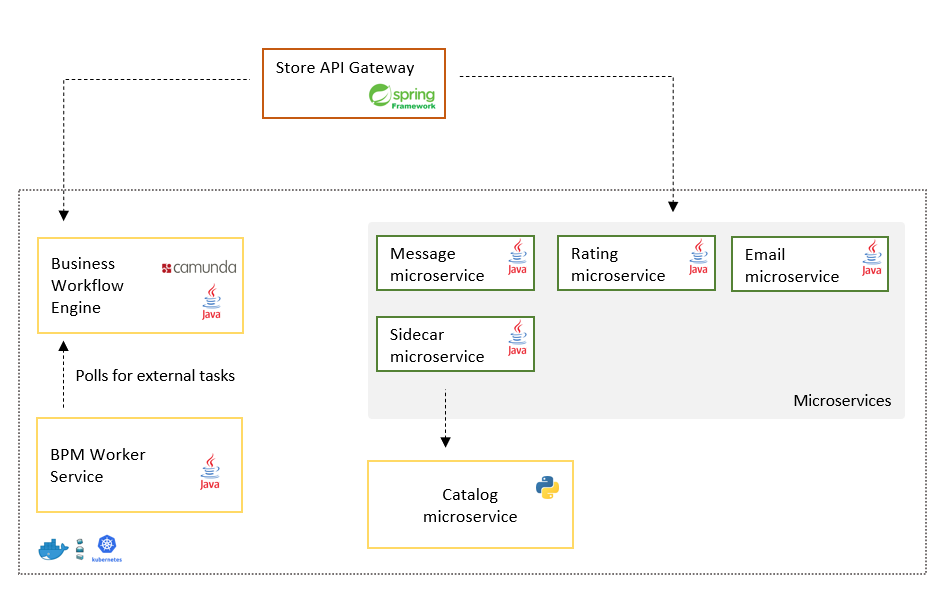 Store API Gateway
spring
Framework
Business
Workflow
Engine
camunda
Java
Polls for external tasks
BPM Worker
Service
Java
kubernetes
Message
microservice
Java
Rating
microservice
Java
Email
microservice
Java
Sidecar
microservice
Java
Microservices
Catalog
microservice